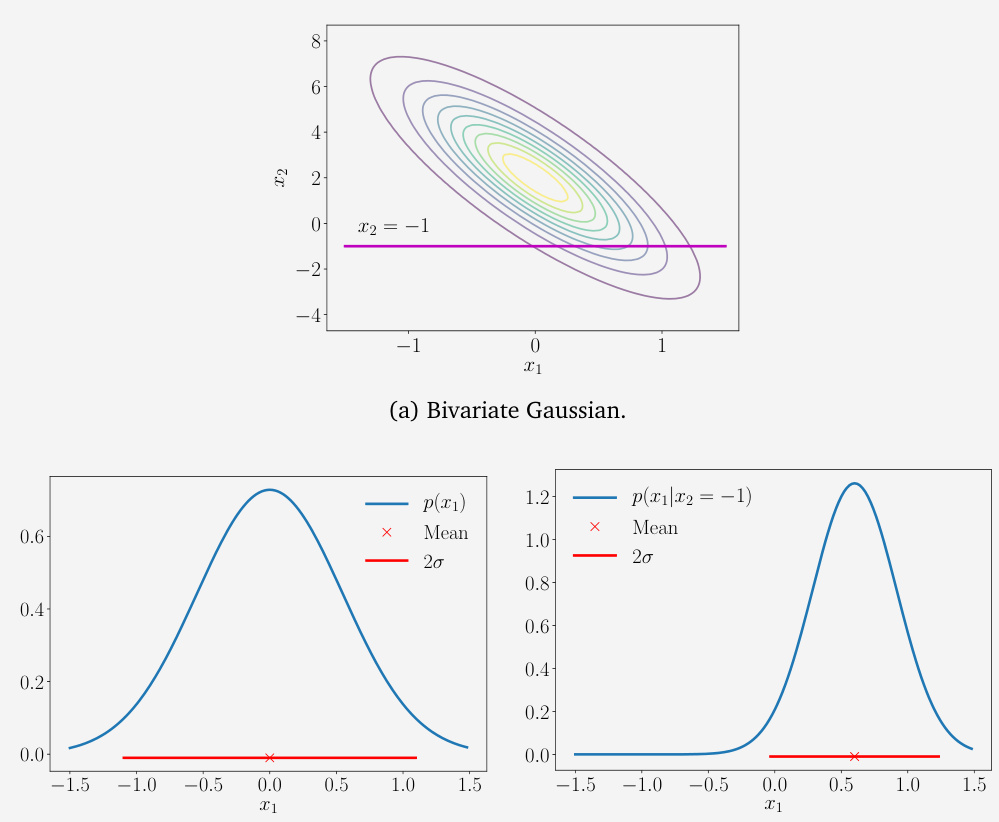 8
6
4
2
0
−2
−4
x₂
x₂ = −1
−1 0 1
x₁
(a) Bivariate Gaussian.
p(x₁)
Mean
2σ
0.6
0.4
0.2
0.0
−1.5 −1.0 −0.5 0.0 0.5 1.0 1.5
x₁
p(x₁|x₂ = −1)
Mean
2σ
1.2
1.0
0.8
0.6
0.4
0.2
0.0
−1.5 −1.0 −0.5 0.0 0.5 1.0 1.5
x₁